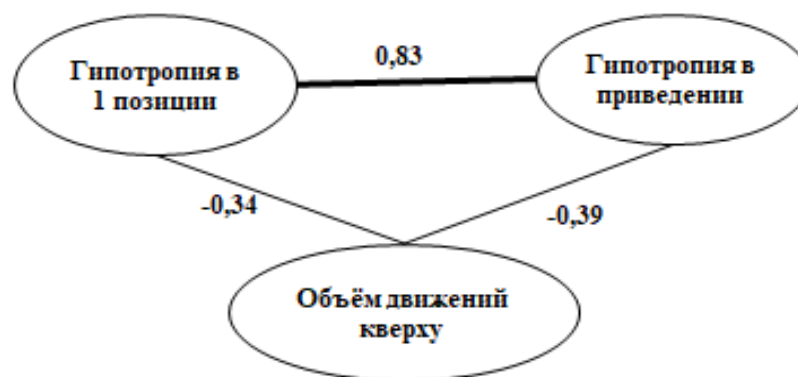 Гипотропия в
1 позиции
0,83
Гипотропия в
приведении
-0,34
-0,39
Объём движений
кверху